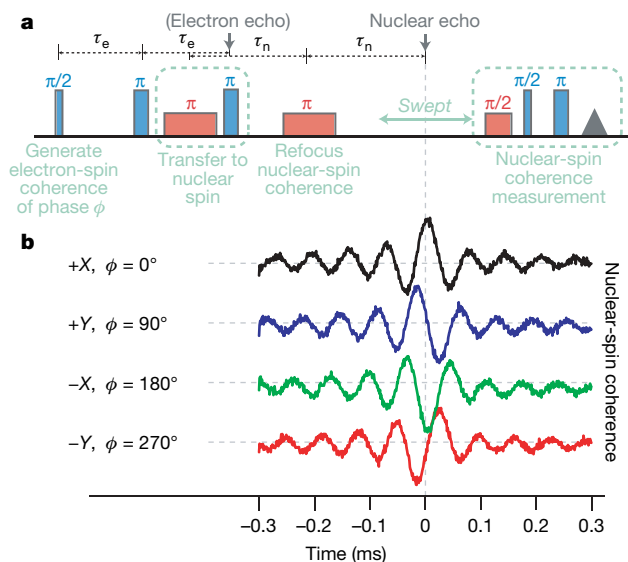 a
(Electron echo)
Nuclear echo
τe
τe
τn
τn
π/2
π
π
π
π
Swept
π/2
π/2
π
Generate
electron-spin
coherence
of phase ϕ
Transfer to
nuclear
spin
Refocus
nuclear-spin
coherence
Nuclear-spin
coherence
measurement
b
+X, ϕ = 0°
+Y, ϕ = 90°
−X, ϕ = 180°
−Y, ϕ = 270°
Nuclear-spin coherence
−0.3
−0.2
−0.1
0
0.1
0.2
0.3
Time (ms)